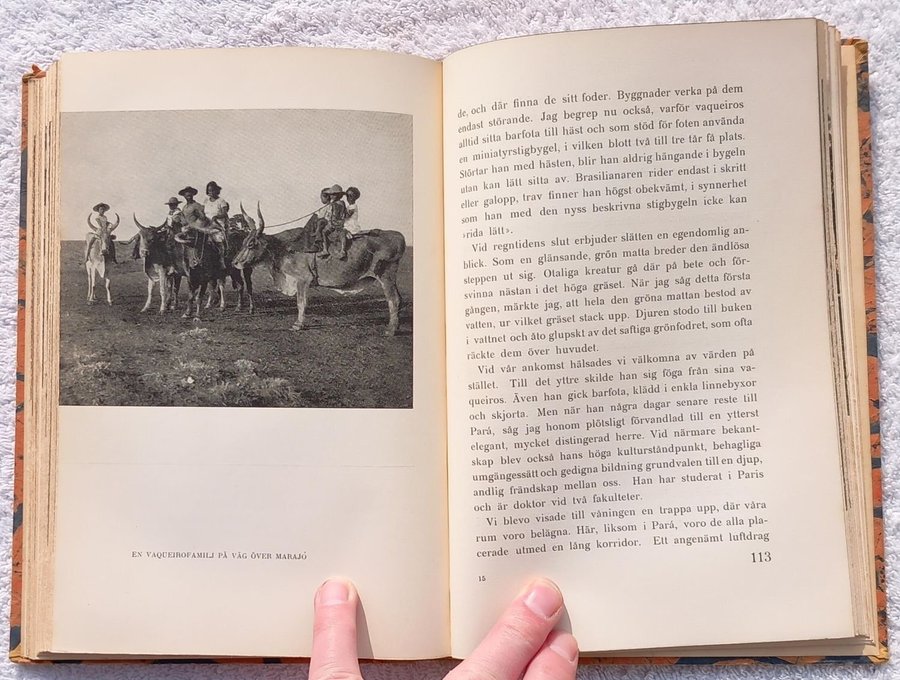 EN VAQUEIROFAMILJ PÅ VÄG ÖVER MARAJÓ
de, och där finna de sitt foder. Byggnader verka på dem
endast störande. Jag begrep nu också, varför vaqueiros
alltid sitta barfota till häst och som stöd för foten använda
en miniatyrstigbygel, i vilken blott två till tre tår få plats.
Störtar han med hästen, blir han aldrig hängande i bygeln
utan kan lätt sitta av. Brasilianaren rider endast i skritt
eller galopp, trav finner han högst obekvämt, i synnerhet
som han med den nyss beskrivna stigbygeln icke kan
›rida lätt›.
Vid regntidens slut erbjuder slätten en egendomlig an-
blick. Som en glänsande, grön matta breder den ändlösa
steppen ut sig. Otaliga kreatur gå där på bete och för-
svinna nästan i det höga gräset. När jag såg detta första
gången, märkte jag, att hela den gröna mattan bestod av
vatten, ur vilket gräset stack upp. Djuren stodo till buken
i vattnet och åto glupskt av det saftiga grönfodret, som ofta
räckte dem över huvudet.
Vid vår ankomst hälsades vi välkomna av värden på
stället. Till det yttre skilde han sig föga från sina va-
queiros. Även han gick barfota, klädd i enkla linnebyxor
och skjorta. Men när han några dagar senare reste till
Pará, såg jag honom plötsligt förvandlad till en ytterst
elegant, mycket distingerad herre. Vid närmare bekant-
skap blev också hans höga kulturståndpunkt, behagliga
umgängessätt och gedigna bildning grundvalen till en djup,
andlig frändskap mellan oss. Han har studerat i Paris
och är doktor vid två fakulteter.
Vi blevo visade till våningen en trappa upp, där våra
rum voro belägna. Här, liksom i Pará, voro de alla pla-
cerade utmed en lång korridor. Ett angenämt luftdrag
113
15